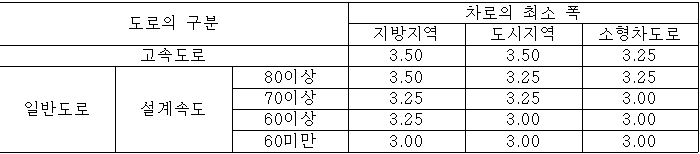 도로의 구분 차로의 최소 폭
지방지역 도시지역 소형차도로
고속도로 3.50 3.50 3.25
일반도로 설계속도 80이상 3.50 3.25 3.25
70이상 3.25 3.25 3.00
60이상 3.25 3.00 3.00
60미만 3.00 3.00 3.00